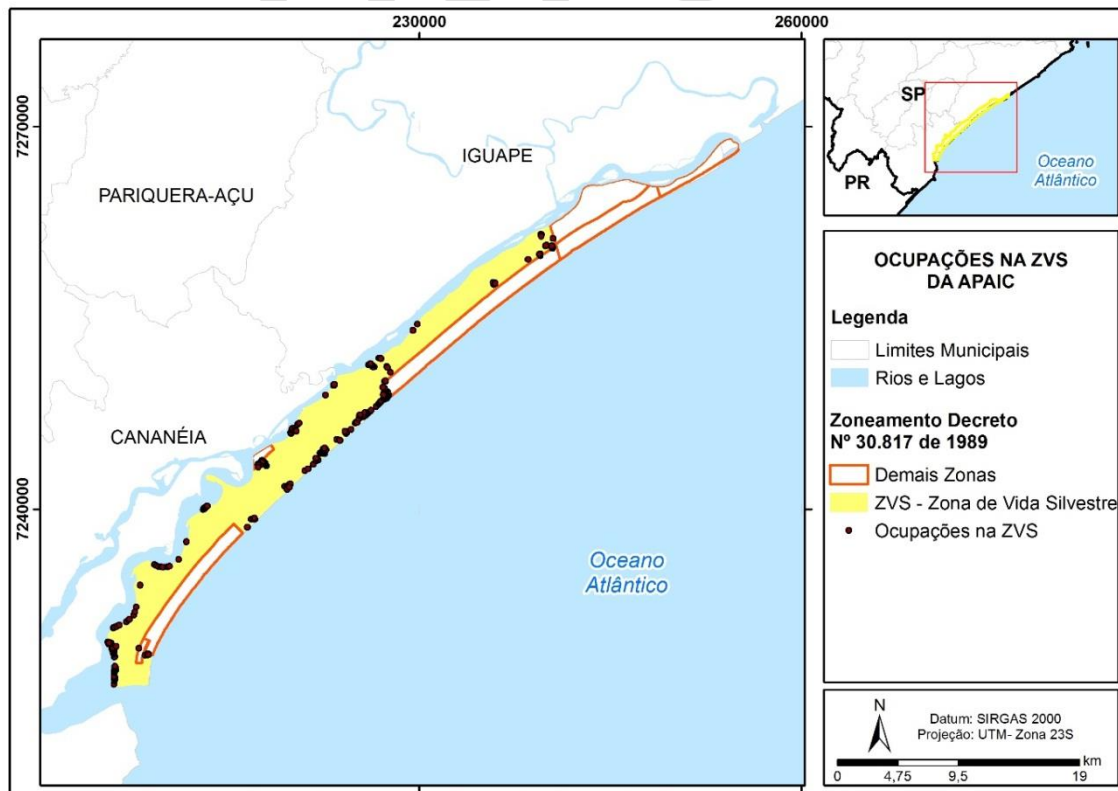 230000
260000
7270000
7240000
IGUAPE
PARIQUERA-AÇU
CANANÉIA
Oceano
Atlântico
SP
PR
Oceano
Atlântico
OCUPAÇÕES NA ZVS
DA APAIC
Legenda
Limites Municipais
Rios e Lagos
Zoneamento Decreto
Nº 30.817 de 1989
Demais Zonas
ZVS - Zona de Vida Silvestre
Ocupações na ZVS
N
Datum: SIRGAS 2000
Projeção: UTM- Zona 23S
km
0 4,75 9,5 19